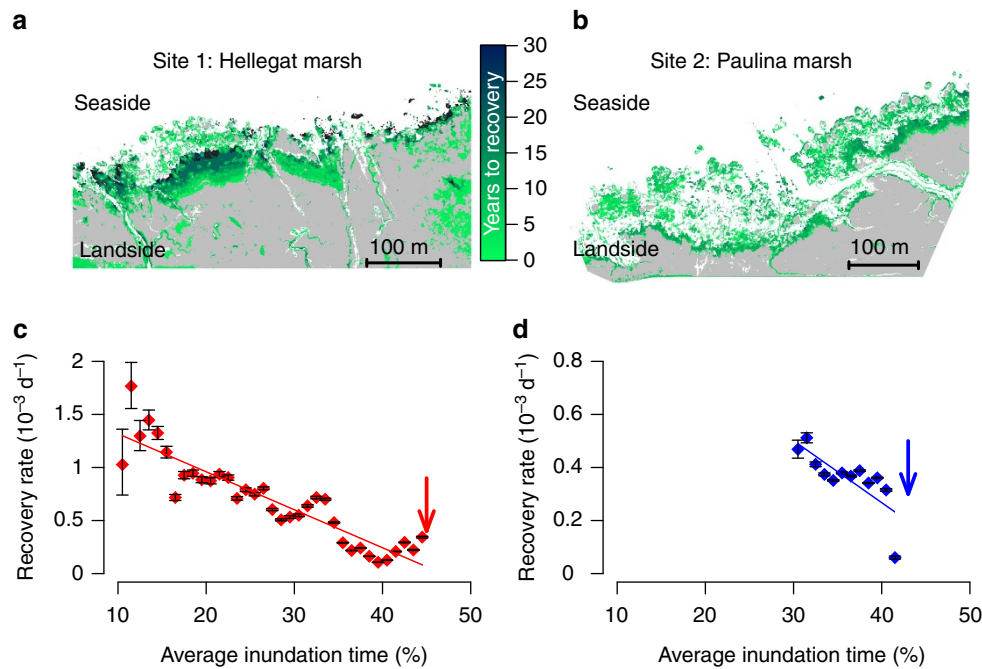 a
Site 1: Hellegat marsh
Seaside
Landside
100 m
30
25
20
15
10
5
0
Years to recovery
b
Site 2: Paulina marsh
Seaside
Landside
100 m
c
Recovery rate (10⁻³ d⁻¹)
2
1.5
1
0.5
0
10 20 30 40 50
Average inundation time (%)
d
Recovery rate (10⁻³ d⁻¹)
0.8
0.6
0.4
0.2
0
10 20 30 40 50
Average inundation time (%)